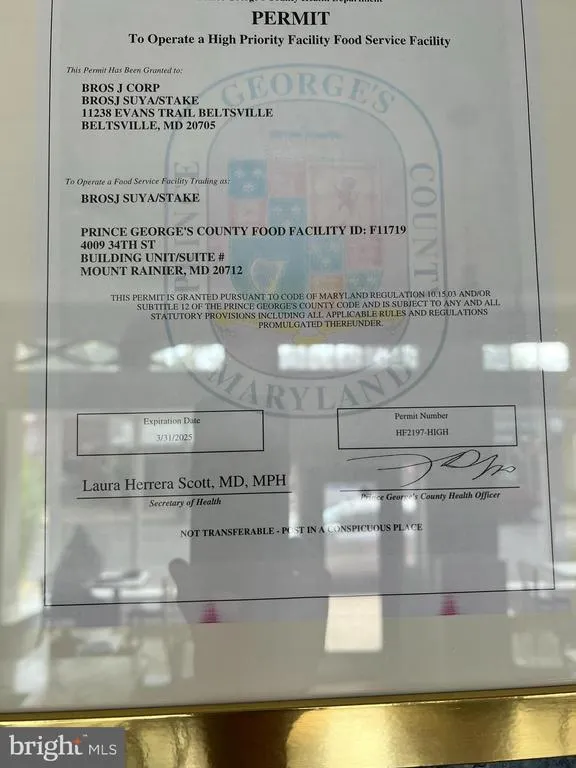 PERMIT
To Operate a High Priority Facility Food Service Facility
This Permit Has Been Granted to:
BROS J CORP
BROSJ SUYA/STAKE
11238 EVANS TRAIL BELTSVILLE
BELTSVILLE, MD 20705
To Operate a Food Service Facility Trading as:
BROSJ SUYA/STAKE
PRINCE GEORGE'S COUNTY FOOD FACILITY ID: F11719
4009 34TH ST
BUILDING UNIT/SUITE #
MOUNT RAINIER, MD 20712
THIS PERMIT IS GRANTED PURSUANT TO CODE OF MARYLAND REGULATION 10.15.03 AND/OR
SUBTITLE 12 OF THE PRINCE GEORGE'S COUNTY CODE AND IS SUBJECT TO ANY AND ALL
STATUTORY PROVISIONS INCLUDING ALL APPLICABLE RULES AND REGULATIONS
PROMULGATED THEREUNDER.
PRINCE GEORGE'S COUNTY MARYLAND
Expiration Date
3/31/2025
Permit Number
HF2197-HIGH
Laura Herrera Scott, MD, MPH
Secretary of Health
Prince George's County Health Officer
NOT TRANSFERABLE - POST IN A CONSPICUOUS PLACE
bright MLS